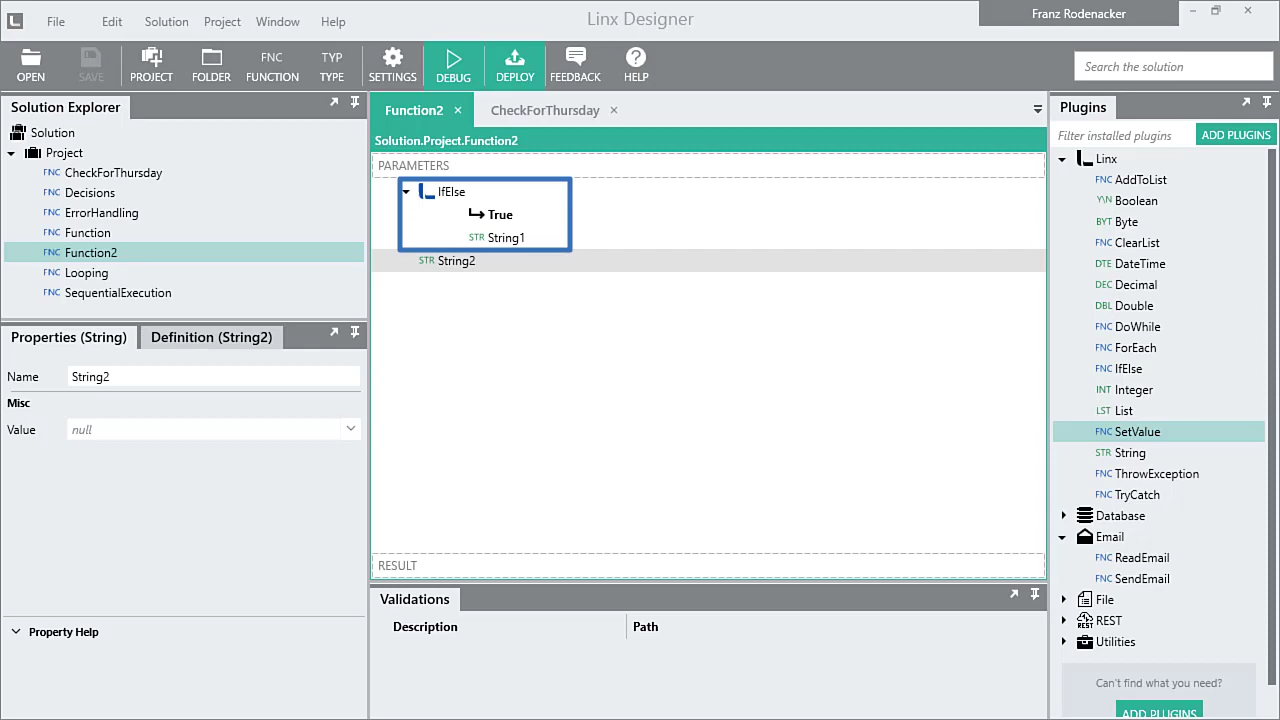 File Edit Solution Project Window Help
Linx Designer
Franz Rodenacker
OPEN
SAVE
PROJECT
FOLDER
FNC
FUNCTION
TYP
TYPE
SETTINGS
DEBUG
DEPLOY
FEEDBACK
HELP
Search the solution
Solution Explorer
Solution
Project
FNC CheckForThursday
FNC Decisions
FNC ErrorHandling
FNC Function
FNC Function2
FNC Looping
FNC SequentialExecution
Properties (String)
Definition (String2)
Name String2
Misc
Value null
Property Help
Function2
CheckForThursday
Solution.Project.Function2
PARAMETERS
IfElse
True
STR String1
STR String2
RESULT
Validations
Description Path
Plugins
Filter installed plugins
ADD PLUGINS
Linx
FNC AddToList
Y\N Boolean
BYT Byte
FNC ClearList
DTE DateTime
DEC Decimal
DBL Double
FNC DoWhile
FNC ForEach
FNC IfElse
INT Integer
LST List
FNC SetValue
STR String
FNC ThrowException
FNC TryCatch
Database
Email
FNC ReadEmail
FNC SendEmail
File
REST
REST
Utilities
Can't find what you need?
ADD PLUGINS